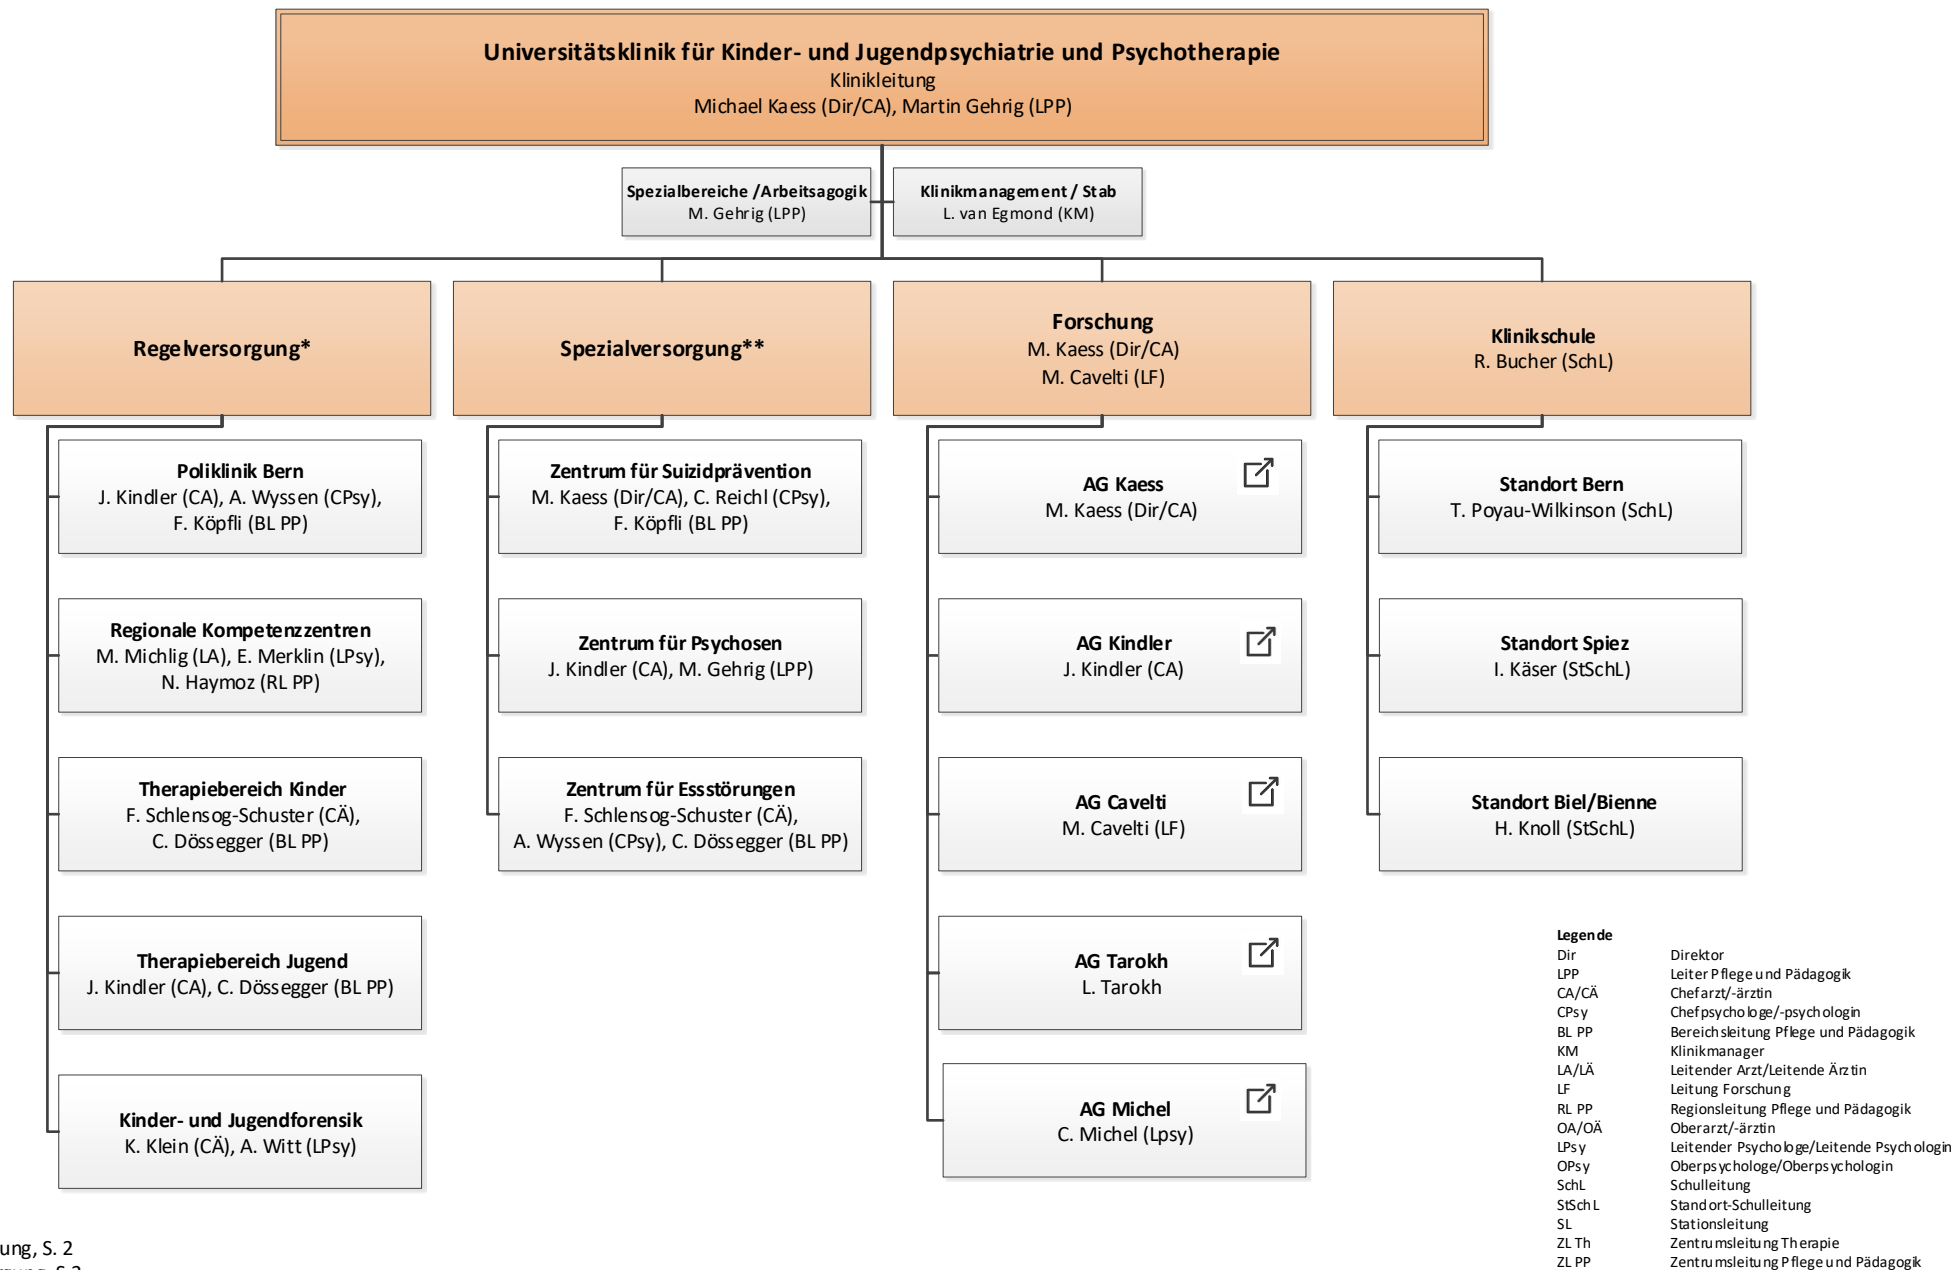 Universitätsklinik für Kinder- und Jugendpsychiatrie und Psychotherapie
Klinikleitung
Michael Kaess (Dir/CA), Martin Gehrig (LPP)
Spezialbereiche /Arbeitsagogik
M. Gehrig (LPP)
Klinikmanagement / Stab
L. van Egmond (KM)
Regelversorgung*
Poliklinik Bern
J. Kindler (CA), A. Wyssen (CPsy),
F. Köpfli (BL PP)
Regionale Kompetenzzentren
M. Michlig (LA), E. Merklin (LPsy),
N. Haymoz (RL PP)
Therapiebereich Kinder
F. Schlensog-Schuster (CÄ),
C. Dössegger (BL PP)
Therapiebereich Jugend
J. Kindler (CA), C. Dössegger (BL PP)
Kinder- und Jugendforensik
K. Klein (CÄ), A. Witt (LPsy)
Spezialversorgung**
Zentrum für Suizidprävention
M. Kaess (Dir/CA), C. Reichl (CPsy),
F. Köpfli (BL PP)
Zentrum für Psychosen
J. Kindler (CA), M. Gehrig (LPP)
Zentrum für Essstörungen
F. Schlensog-Schuster (CÄ),
A. Wyssen (CPsy), C. Dössegger (BL PP)
Forschung
M. Kaess (Dir/CA)
M. Cavelti (LF)
AG Kaess
M. Kaess (Dir/CA)
AG Kindler
J. Kindler (CA)
AG Cavelti
M. Cavelti (LF)
AG Tarokh
L. Tarokh
AG Michel
C. Michel (Lpsy)
Klinikschule
R. Bucher (SchL)
Standort Bern
T. Poyau-Wilkinson (SchL)
Standort Spiez
I. Käser (StSchL)
Standort Biel/Bienne
H. Knoll (StSchL)
Legende
Dir Direktor
LPP Leiter Pflege und Pädagogik
CA/CÄ Chefarzt/-ärztin
CPsy Chefpsychologe/-psychologin
BL PP Bereichsleitung Pflege und Pädagogik
KM Klinikmanager
LA/LÄ Leitender Arzt/Leitende Ärztin
LF Leitung Forschung
RL PP Regionsleitung Pflege und Pädagogik
OA/OÄ Oberarzt/-ärztin
LPsy Leitender Psychologe/Leitende Psychologin
OPsy Oberpsychologe/Oberpsychologin
SchL Schulleitung
StSchL Standort-Schulleitung
SL Stationsleitung
ZL Th Zentrumsleitung Therapie
ZL PP Zentrumsleitung Pflege und Pädagogik
ung, S. 2